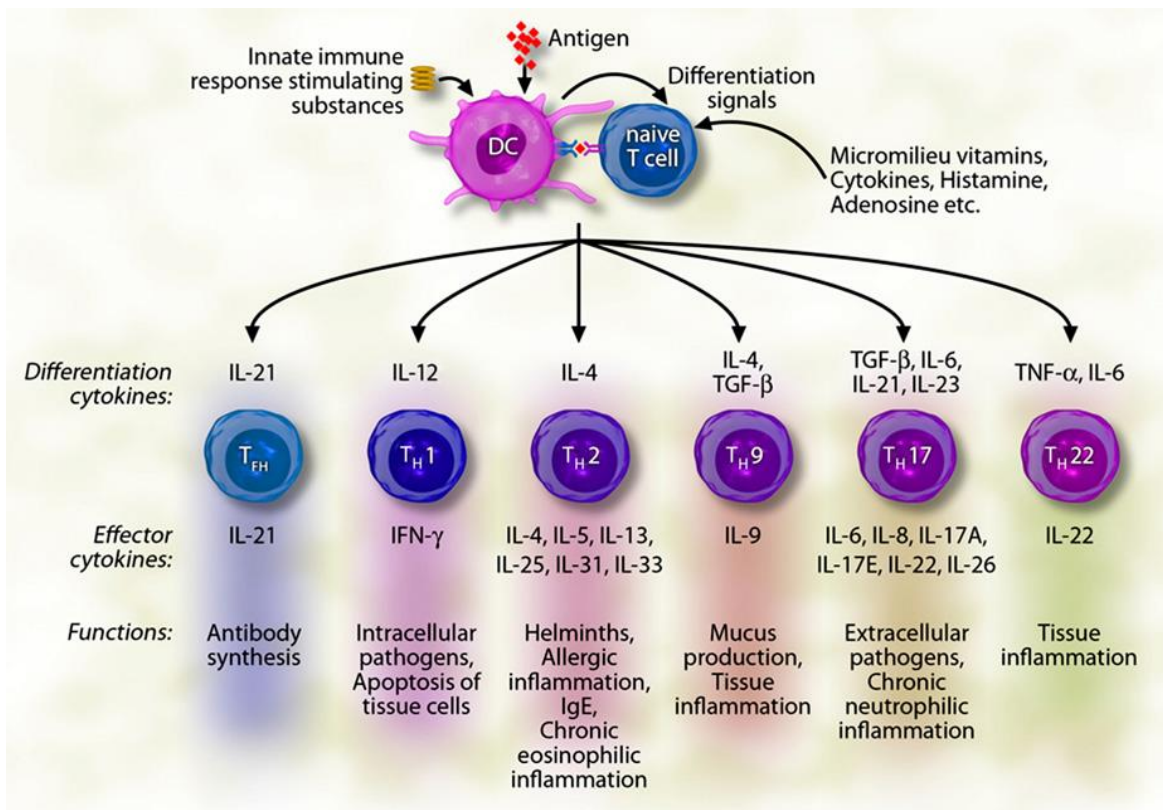 Antigen
Innate immune
response stimulating
substances
Differentiation
signals
DC
naive
T cell
Micromilieu vitamins,
Cytokines, Histamine,
Adenosine etc.
Differentiation
cytokines:
IL-21
IL-12
IL-4
IL-4,
TGF-β
TGF-β, IL-6,
IL-21, IL-23
TNF-α, IL-6
TFH
TH1
TH2
TH9
TH17
TH22
Effector
cytokines:
IL-21
IFN-γ
IL-4, IL-5, IL-13,
IL-25, IL-31, IL-33
IL-9
IL-6, IL-8, IL-17A,
IL-17E, IL-22, IL-26
IL-22
Functions:
Antibody
synthesis
Intracellular
pathogens,
Apoptosis of
tissue cells
Helminths,
Allergic
inflammation,
IgE,
Chronic
eosinophilic
inflammation
Mucus
production,
Tissue
inflammation
Extracellular
pathogens,
Chronic
neutrophilic
inflammation
Tissue
inflammation